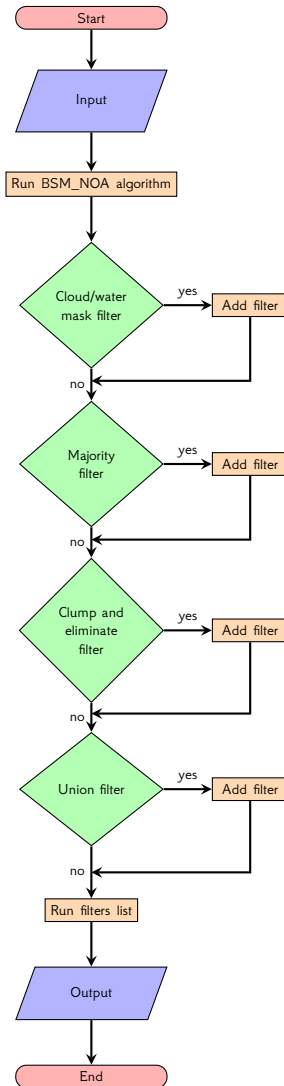 Start
Input
Run BSM_NOA algorithm
Cloud/water
mask filter
yes
Add filter
no
Majority
filter
yes
Add filter
no
Clump and
eliminate
filter
yes
Add filter
no
Union filter
yes
Add filter
no
Run filters list
Output
End